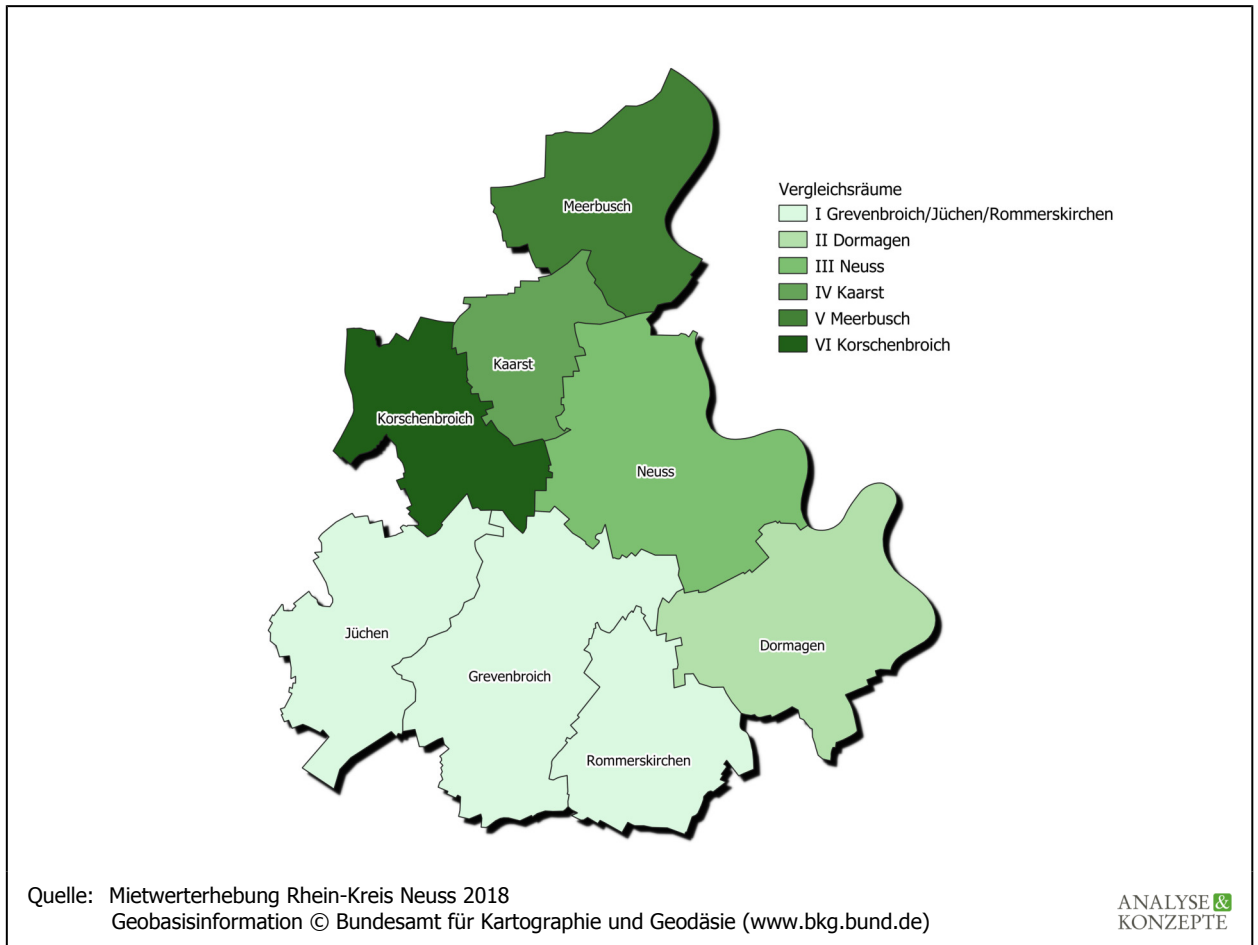 Meerbusch
Vergleichsräume
I Grevenbroich/Jüchen/Rommerskirchen
II Dormagen
III Neuss
IV Kaarst
V Meerbusch
VI Korschenbroich
Kaarst
Korschenbroich
Neuss
Jüchen
Dormagen
Grevenbroich
Rommerskirchen
Quelle: Mietwerterhebung Rhein-Kreis Neuss 2018
Geobasisinformation © Bundesamt für Kartographie und Geodäsie (www.bkg.bund.de)
ANALYSE &
KONZEPTE